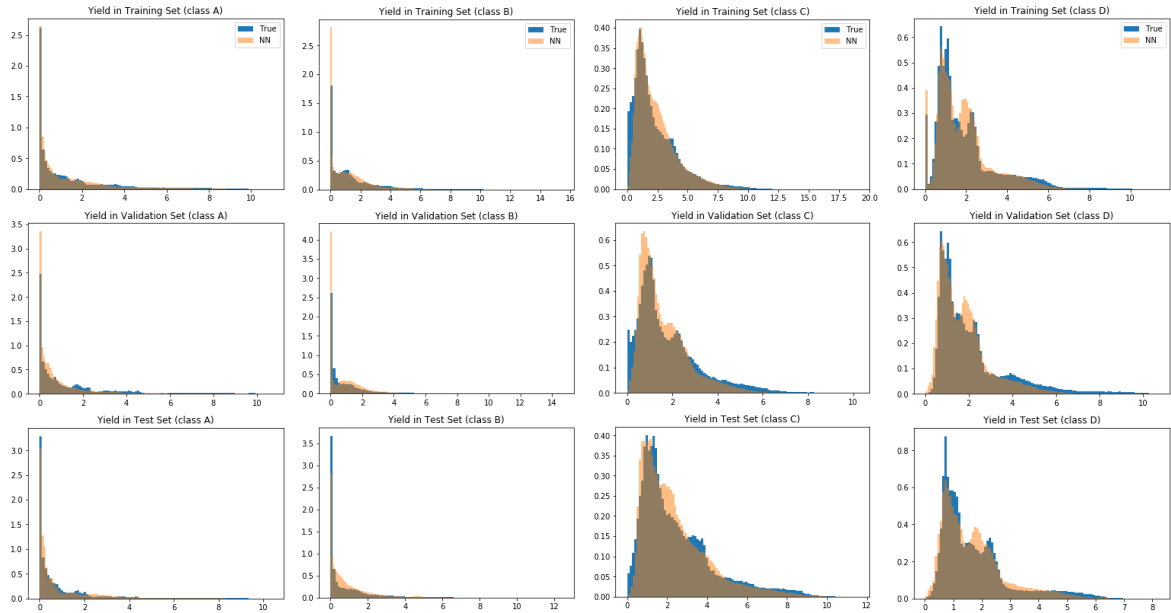 Yield in Training Set (class A)
True
NN
2.5
2.0
1.5
1.0
0.5
0.0
0 2 4 6 8 10
Yield in Training Set (class B)
True
NN
2.5
2.0
1.5
1.0
0.5
0.0
0 2 4 6 8 10 12 14 16
Yield in Training Set (class C)
True
NN
0.40
0.35
0.30
0.25
0.20
0.15
0.10
0.05
0.00
0.0 2.5 5.0 7.5 10.0 12.5 15.0 17.5 20.0
Yield in Training Set (class D)
True
NN
0.6
0.5
0.4
0.3
0.2
0.1
0.0
0 2 4 6 8 10
Yield in Validation Set (class A)
3.5
3.0
2.5
2.0
1.5
1.0
0.5
0.0
0 2 4 6 8 10
Yield in Validation Set (class B)
4.0
3.5
3.0
2.5
2.0
1.5
1.0
0.5
0.0
0 2 4 6 8 10 12 14
Yield in Validation Set (class C)
0.6
0.5
0.4
0.3
0.2
0.1
0.0
0 2 4 6 8 10
Yield in Validation Set (class D)
0.6
0.5
0.4
0.3
0.2
0.1
0.0
0 2 4 6 8 10
Yield in Test Set (class A)
3.0
2.5
2.0
1.5
1.0
0.5
0.0
0 2 4 6 8 10
Yield in Test Set (class B)
3.5
3.0
2.5
2.0
1.5
1.0
0.5
0.0
0 2 4 6 8 10 12
Yield in Test Set (class C)
0.40
0.35
0.30
0.25
0.20
0.15
0.10
0.05
0.00
0 2 4 6 8 10 12
Yield in Test Set (class D)
0.8
0.6
0.4
0.2
0.0
0 1 2 3 4 5 6 7 8